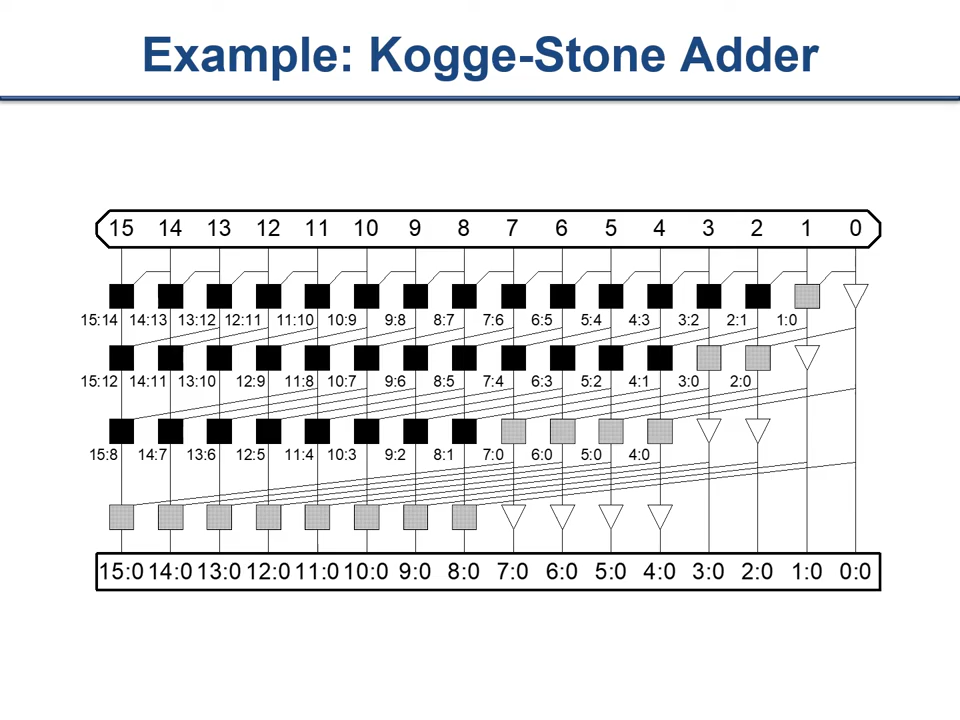 Example: Kogge-Stone Adder
15 14 13 12 11 10 9 8 7 6 5 4 3 2 1 0
15:14 14:13 13:12 12:11 11:10 10:9 9:8 8:7 7:6 6:5 5:4 4:3 3:2 2:1 1:0
15:12 14:11 13:10 12:9 11:8 10:7 9:6 8:5 7:4 6:3 5:2 4:1 3:0 2:0
15:8 14:7 13:6 12:5 11:4 10:3 9:2 8:1 7:0 6:0 5:0 4:0
15:0 14:0 13:0 12:0 11:0 10:0 9:0 8:0 7:0 6:0 5:0 4:0 3:0 2:0 1:0 0:0